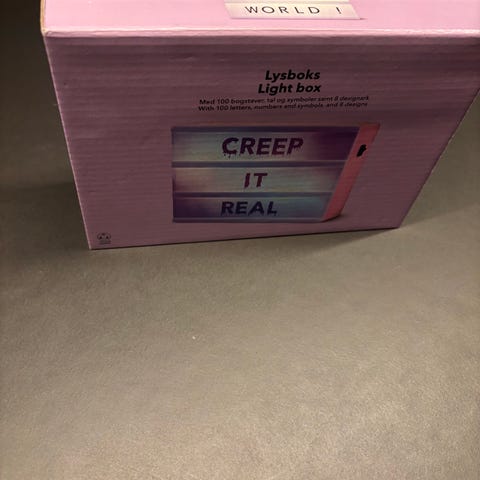 WORLD !
Lysboks
Light box
Med 100 bogstaver, tal og symboler samt 8 designark
With 100 letters, numbers and symbols, and 8 designs
CREEP
IT
REAL